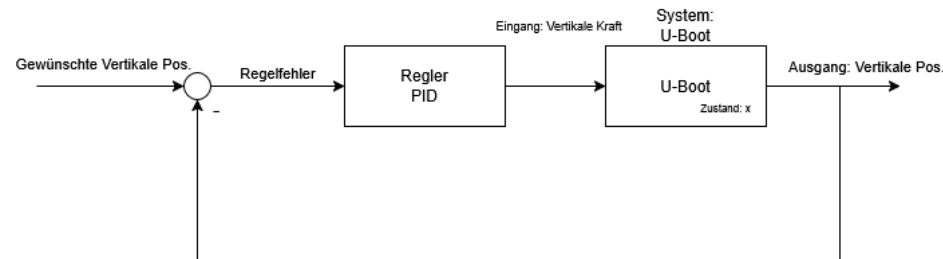 System:
U-Boot
Eingang: Vertikale Kraft
Gewünschte Vertikale Pos.
Regelfehler
Regler
PID
U-Boot
Zustand: x
Ausgang: Vertikale Pos.
-